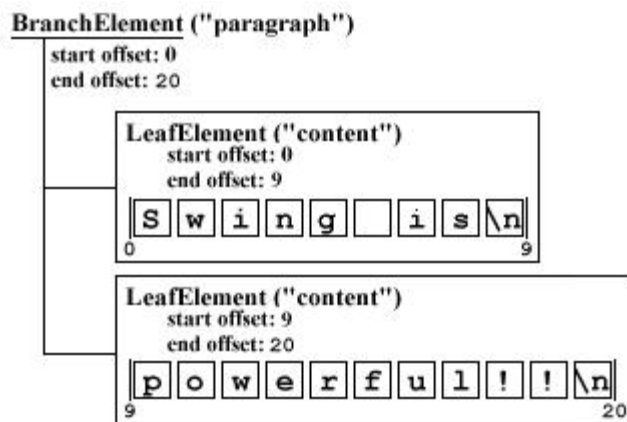 BranchElement ("paragraph")
start offset: 0
end offset: 20
LeafElement ("content")
start offset: 0
end offset: 9
S w i n g   i s \n
0 9
LeafElement ("content")
start offset: 9
end offset: 20
p o w e r f u l ! ! \n
9 20